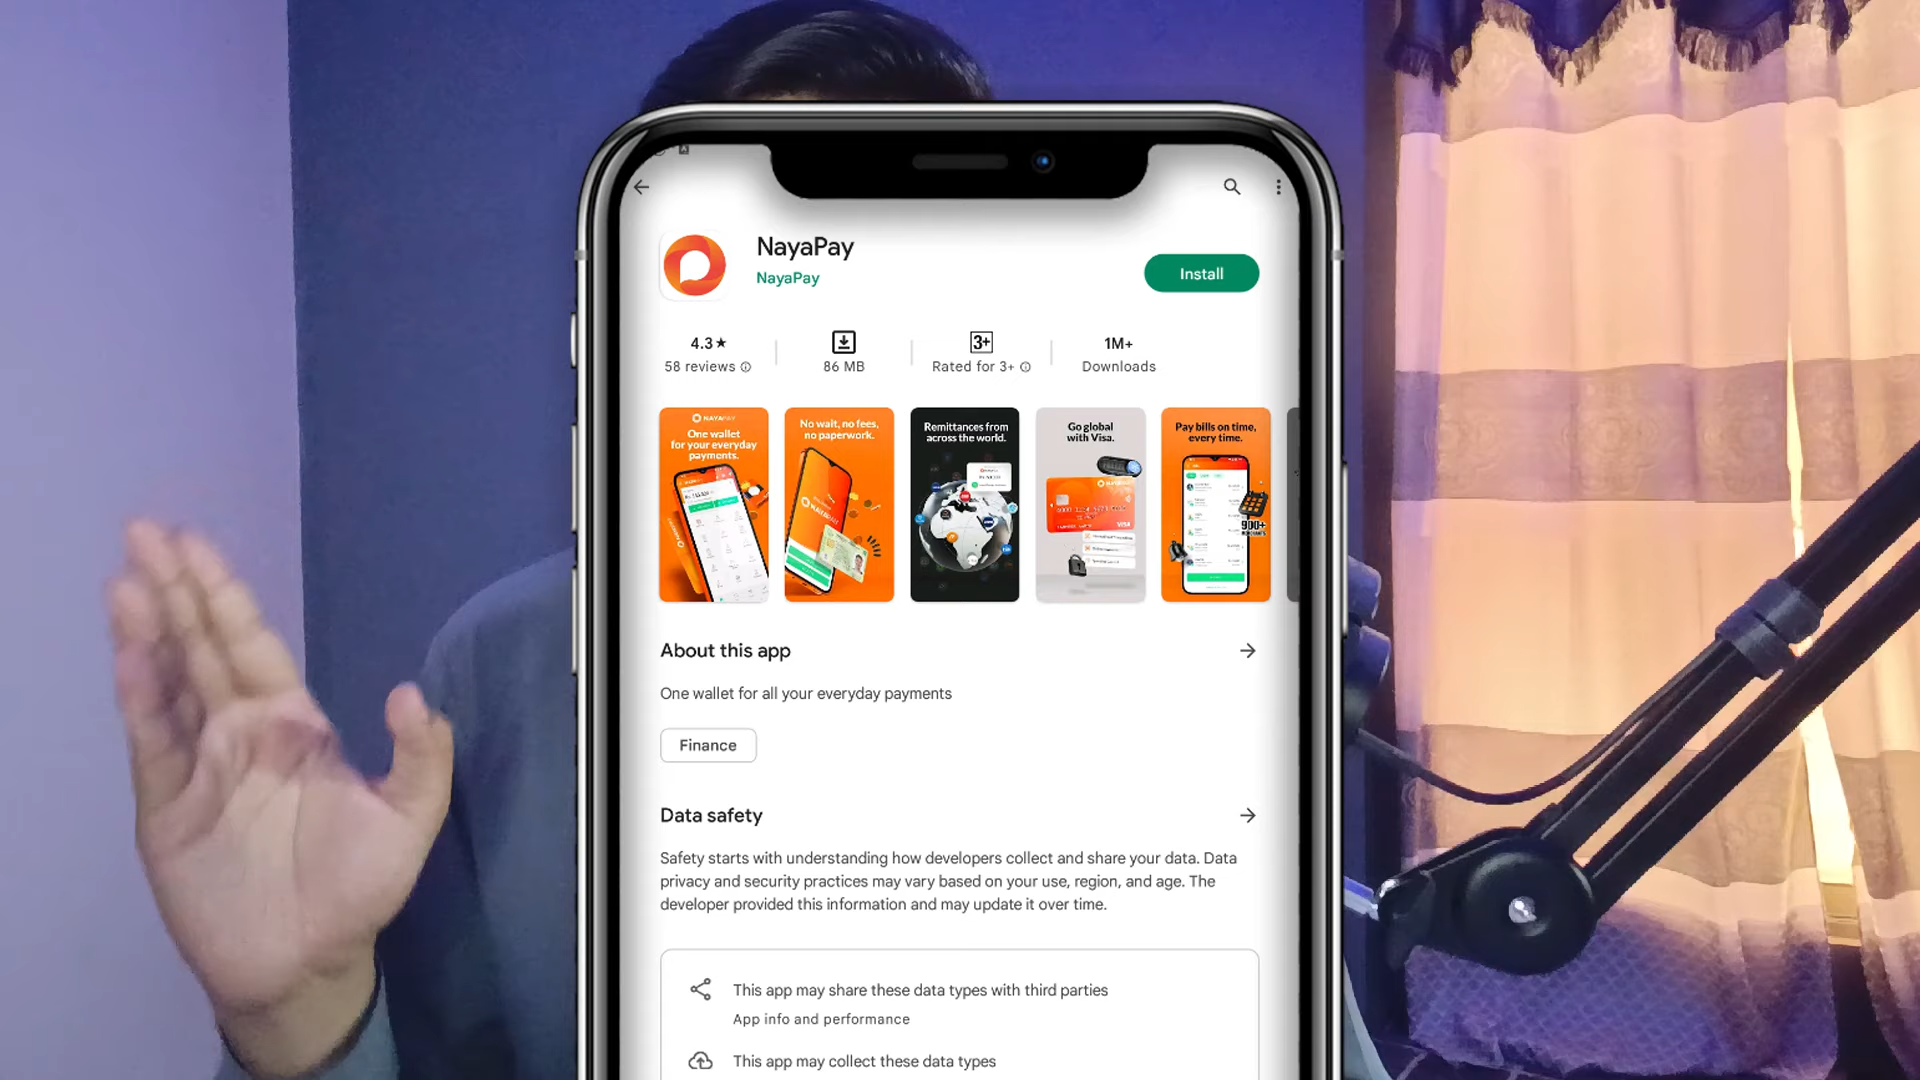 NayaPay
NayaPay
Install
4.3★
58 reviews
86 MB
3+
Rated for 3+
1M+
Downloads
NAYAPAY
One wallet
for your everyday
payments.
No wait, no fees,
no paperwork.
Remittances from
across the world.
Go global
with Visa.
VISA
Pay bills on time,
every time.
900+
About this app
One wallet for all your everyday payments
Finance
Data safety
Safety starts with understanding how developers collect and share your data. Data
privacy and security practices may vary based on your use, region, and age. The
developer provided this information and may update it over time.
This app may share these data types with third parties
App info and performance
This app may collect these data types